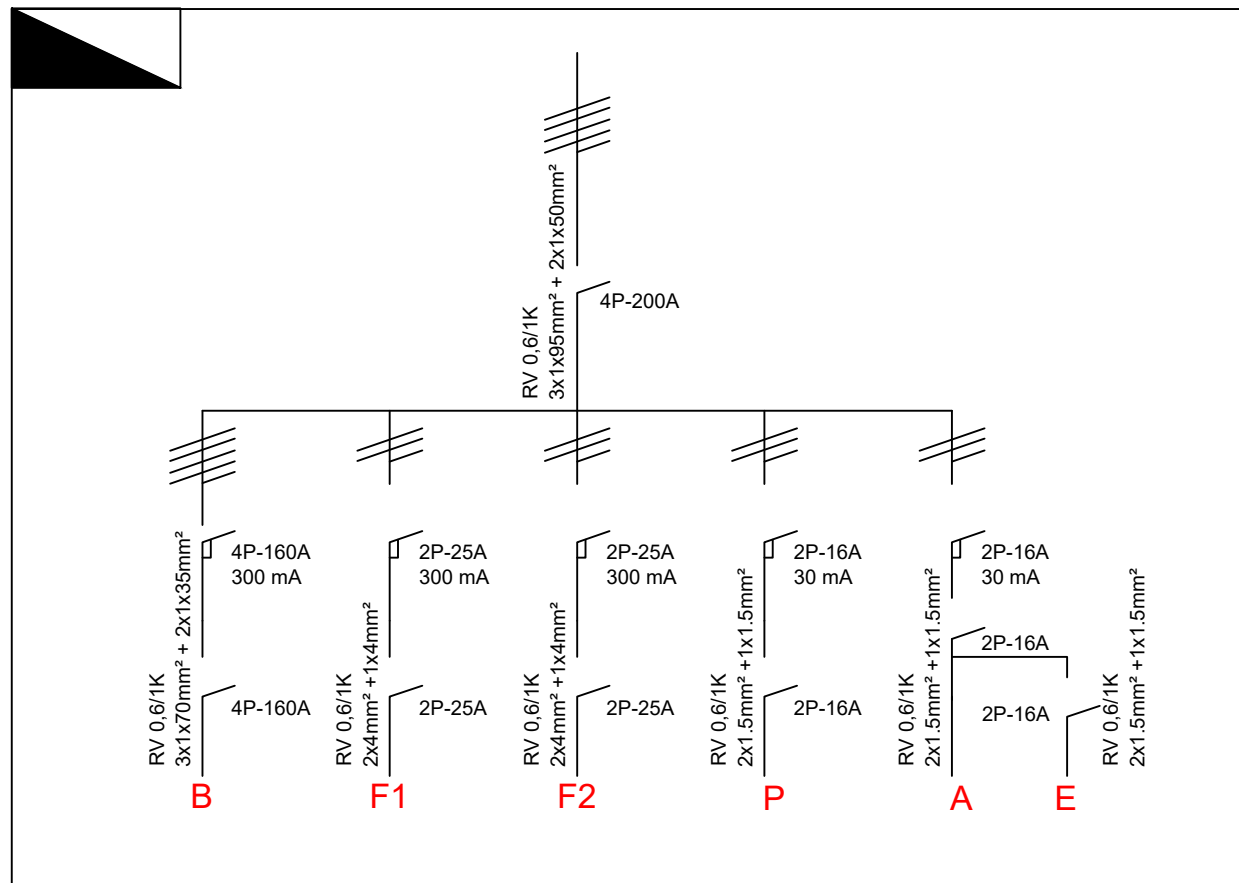 RV 0,6/1K
3x1x95mm² + 2x1x50mm²
4P-200A
RV 0,6/1K
3x1x70mm² + 2x1x35mm²
4P-160A
300 mA
4P-160A
B
RV 0,6/1K
2x4mm² +1x4mm²
2P-25A
300 mA
2P-25A
F1
RV 0,6/1K
2x4mm² +1x4mm²
2P-25A
300 mA
2P-25A
F2
RV 0,6/1K
2x1.5mm² +1x1.5mm²
2P-16A
30 mA
2P-16A
P
RV 0,6/1K
2x1.5mm² +1x1.5mm²
2P-16A
30 mA
2P-16A
A
2P-16A
RV 0,6/1K
2x1.5mm² +1x1.5mm²
E